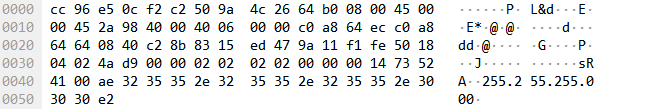 0000 cc 96 e5 0c f2 c2 50 9a 4c 26 64 b0 08 00 45 00 ······P· L&d···E·
0010 00 45 2a 98 40 00 40 06 00 00 c0 a8 64 ec c0 a8 ·E*·@·@· ····d···
0020 64 64 08 40 c2 8b 83 15 ed 47 9a 11 f1 fe 50 18 dd·@···· ·G····P·
0030 04 02 4a d9 00 00 02 02 02 02 00 00 00 14 73 52 ··J····· ······sR
0040 41 00 ae 32 35 35 2e 32 35 35 2e 32 35 35 2e 30 A··255.2 55.255.0
0050 30 30 e2 00·